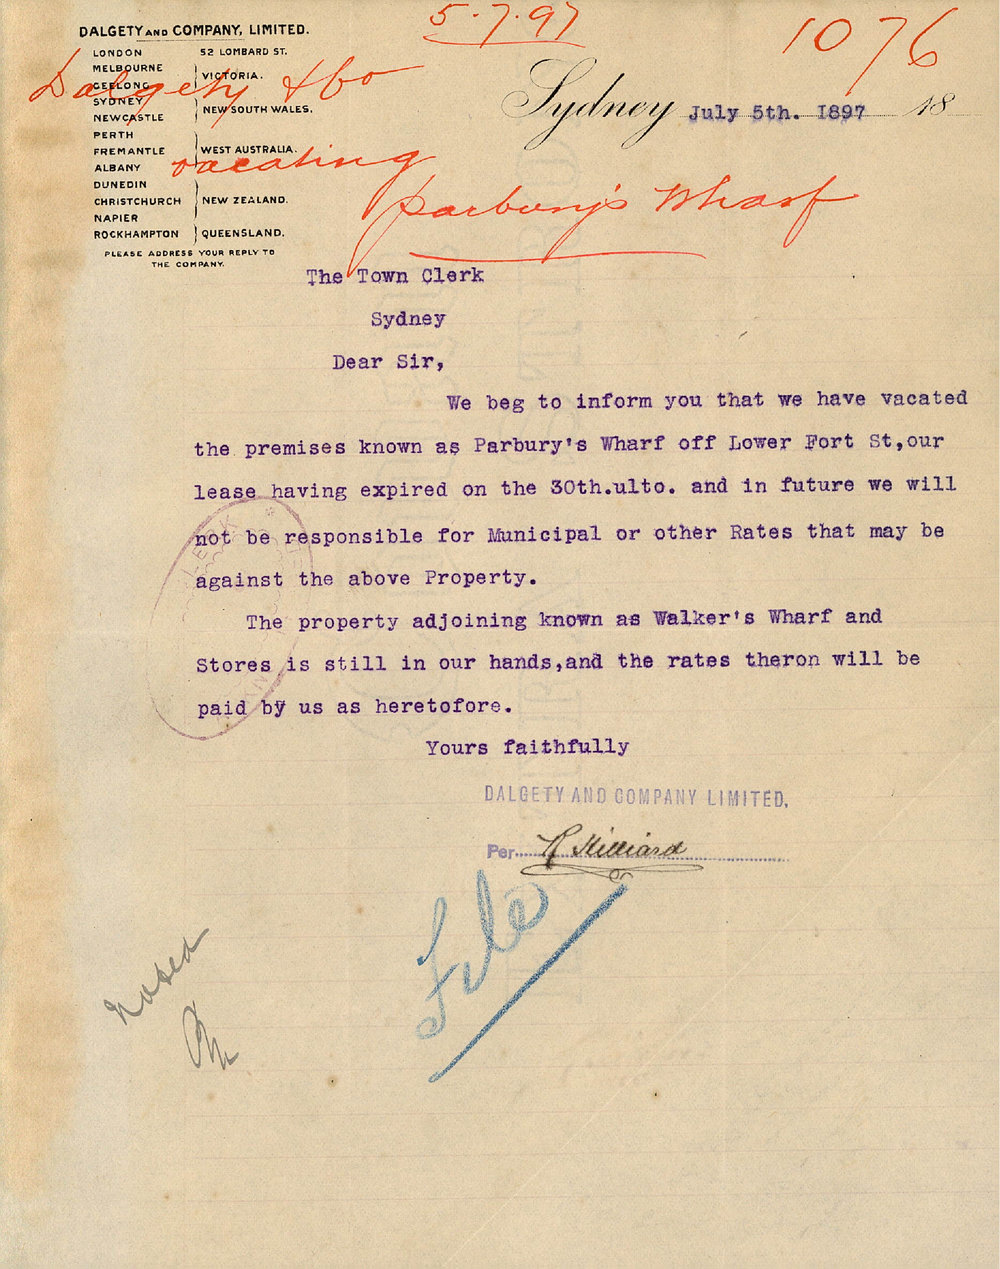 5.7.97
1076
DALGETY AND COMPANY, LIMITED.
LONDON 52 LOMBARD ST.
MELBOURNE
GEELONG
VICTORIA.
SYDNEY
NEWCASTLE
NEW SOUTH WALES.
PERTH
FREMANTLE
ALBANY
WEST AUSTRALIA.
DUNEDIN
CHRISTCHURCH
NAPIER
NEW ZEALAND.
ROCKHAMPTON QUEENSLAND.
PLEASE ADDRESS YOUR REPLY TO
THE COMPANY.
Dalgety & Co
vacating
Parbury's Wharf
Sydney July 5th. 1897 18
The Town Clerk
Sydney
Dear Sir,
We beg to inform you that we have vacated
the premises known as Parbury's Wharf off Lower Fort St,our
lease having expired on the 30th.ulto. and in future we will
not be responsible for Municipal or other Rates that may be
against the above Property.
The property adjoining known as Walker's Wharf and
Stores is still in our hands,and the rates theron will be
paid by us as heretofore.
Yours faithfully
DALGETY AND COMPANY LIMITED,
Per R Hilliard
File
Noted